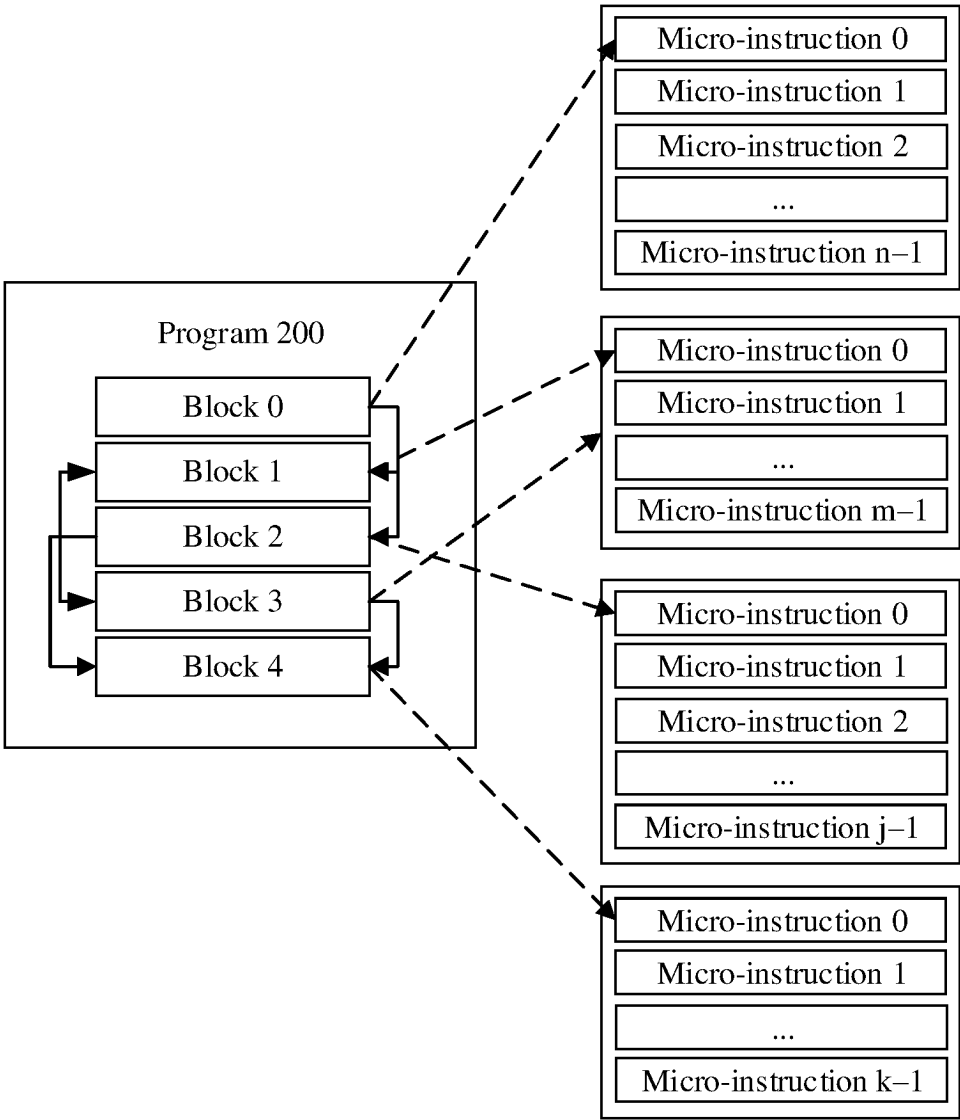 Program 200
Block 0
Block 1
Block 2
Block 3
Block 4
Micro-instruction 0
Micro-instruction 1
Micro-instruction 2
...
Micro-instruction n–1
Micro-instruction 0
Micro-instruction 1
...
Micro-instruction m–1
Micro-instruction 0
Micro-instruction 1
Micro-instruction 2
...
Micro-instruction j–1
Micro-instruction 0
Micro-instruction 1
...
Micro-instruction k–1